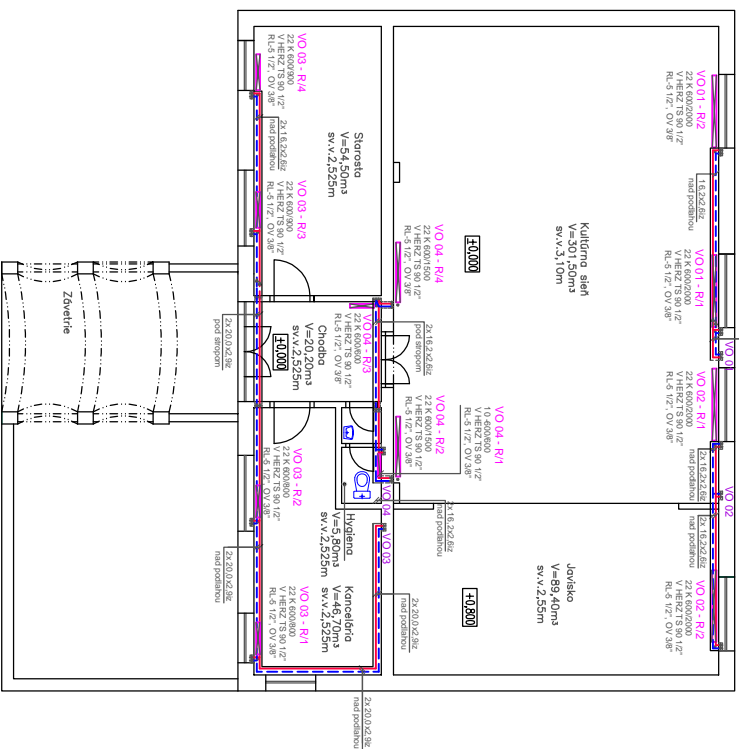 VO 01 - R/2
22 K 600/2000
V HERZ TS 90 1/2"
RL-5 1/2", OV 3/8"
16,2x2,6iz
nad podlahou
VO 01 - R/1
22 K 600/2000
V HERZ TS 90 1/2"
RL-5 1/2", OV 3/8"
VO 02 - R/1
22 K 600/2000
V HERZ TS 90 1/2"
RL-5 1/2", OV 3/8"
2x 16,2x2,6iz
nad podlahou
VO 02
2x 16,2x2,6iz
nad podlahou
VO 02 - R/2
22 K 600/2000
V HERZ TS 90 1/2"
RL-5 1/2", OV 3/8"
Kultúrna sieň
V=301,50m³
sv.v.3,10m
±0,000
Javisko
V=89,40m³
sv.v.2,55m
+0,800
VO 04 - R/4
22 K 600/1500
V HERZ TS 90 1/2"
RL-5 1/2", OV 3/8"
2x 16,2x2,6iz
pod stropom
VO 04 - R/2
22 K 600/1500
V HERZ TS 90 1/2"
RL-5 1/2", OV 3/8"
VO 04 - R/1
10 -600/600
V HERZ TS 90 1/2"
RL-5 1/2", OV 3/8"
2x 16,2x2,6iz
nad podlahou
VO 04
VO 03
2x 20,0x2,9iz
nad podlahou
2x 20,0x2,9iz
nad podlahou
Starosta
V=54,50m³
sv.v.2,525m
VO 04 - R/3
22 K 600/600
V HERZ TS 90 1/2"
RL-5 1/2", OV 3/8"
Chodba
V=20,20m³
sv.v.2,525m
±0,000
Hygiena
V=5,80m³
sv.v.2,525m
Kancelária
V=46,70m³
sv.v.2,525m
VO 03 - R/4
22 K 600/900
V HERZ TS 90 1/2"
RL-5 1/2", OV 3/8"
2x 16,2x2,6iz
nad podlahou
VO 03 - R/3
22 K 600/900
V HERZ TS 90 1/2"
RL-5 1/2", OV 3/8"
VO 03 - R/2
22 K 600/800
V HERZ TS 90 1/2"
RL-5 1/2", OV 3/8"
VO 03 - R/1
22 K 600/800
V HERZ TS 90 1/2"
RL-5 1/2", OV 3/8"
2x 20,0x2,9iz
pod stropom
2x 20,0x2,9iz
nad podlahou
Závetrie